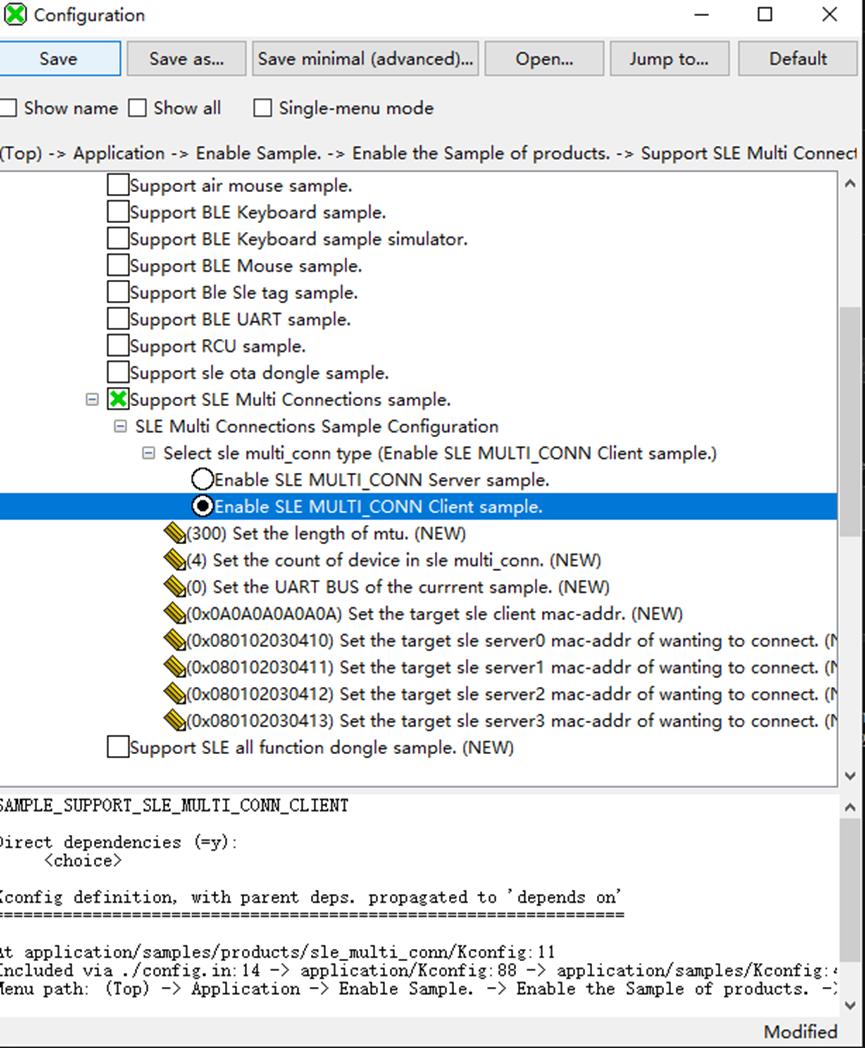 Configuration
Save Save as... Save minimal (advanced)... Open... Jump to... Default
Show name Show all Single-menu mode
(Top) -> Application -> Enable Sample. -> Enable the Sample of products. -> Support SLE Multi Connect
Support air mouse sample.
Support BLE Keyboard sample.
Support BLE Keyboard sample simulator.
Support BLE Mouse sample.
Support Ble Sle tag sample.
Support BLE UART sample.
Support RCU sample.
Support sle ota dongle sample.
Support SLE Multi Connections sample.
SLE Multi Connections Sample Configuration
Select sle multi_conn type (Enable SLE MULTI_CONN Client sample.)
Enable SLE MULTI_CONN Server sample.
Enable SLE MULTI_CONN Client sample.
(300) Set the length of mtu. (NEW)
(4) Set the count of device in sle multi_conn. (NEW)
(0) Set the UART BUS of the currrent sample. (NEW)
(0x0A0A0A0A0A0A) Set the target sle client mac-addr. (NEW)
(0x080102030410) Set the target sle server0 mac-addr of wanting to connect. (N
(0x080102030411) Set the target sle server1 mac-addr of wanting to connect. (N
(0x080102030412) Set the target sle server2 mac-addr of wanting to connect. (N
(0x080102030413) Set the target sle server3 mac-addr of wanting to connect. (N
Support SLE all function dongle sample. (NEW)
SAMPLE_SUPPORT_SLE_MULTI_CONN_CLIENT
Direct dependencies (=y):
<choice>
Kconfig definition, with parent deps. propagated to 'depends on'
================================================================
At application/samples/products/sle_multi_conn/Kconfig:11
Included via ./config.in:14 -> application/Kconfig:88 -> application/samples/Kconfig:
Menu path: (Top) -> Application -> Enable Sample. -> Enable the Sample of products. ->
Modified